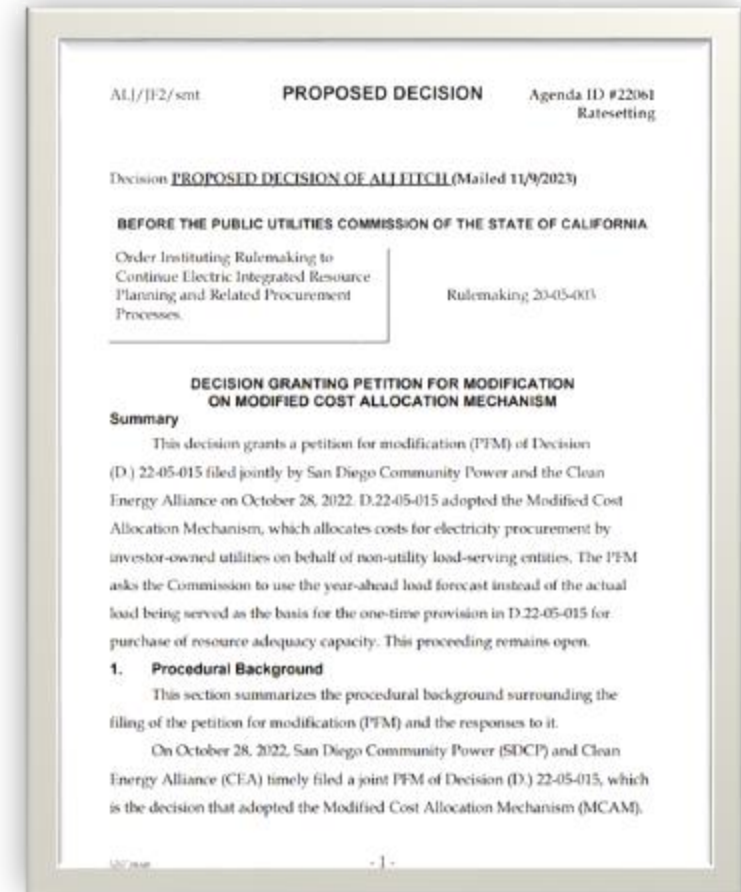 ALJ/JF2/smt PROPOSED DECISION Agenda ID #22061
Ratesetting
Decision PROPOSED DECISION OF ALJ FITCH (Mailed 11/9/2023)
BEFORE THE PUBLIC UTILITIES COMMISSION OF THE STATE OF CALIFORNIA
Order Instituting Rulemaking to
Continue Electric Integrated Resource
Planning and Related Procurement
Processes.
Rulemaking 20-05-003
DECISION GRANTING PETITION FOR MODIFICATION
ON MODIFIED COST ALLOCATION MECHANISM
Summary
This decision grants a petition for modification (PFM) of Decision
(D.) 22-05-015 filed jointly by San Diego Community Power and the Clean
Energy Alliance on October 28, 2022. D.22-05-015 adopted the Modified Cost
Allocation Mechanism, which allocates costs for electricity procurement by
investor-owned utilities on behalf of non-utility load-serving entities. The PFM
asks the Commission to use the year-ahead load forecast instead of the actual
load being served as the basis for the one-time provision in D.22-05-015 for
purchase of resource adequacy capacity. This proceeding remains open.
1. Procedural Background
This section summarizes the procedural background surrounding the
filing of the petition for modification (PFM) and the responses to it.
On October 28, 2022, San Diego Community Power (SDCP) and Clean
Energy Alliance (CEA) timely filed a joint PFM of Decision (D.) 22-05-015, which
is the decision that adopted the Modified Cost Allocation Mechanism (MCAM).
- 1 -